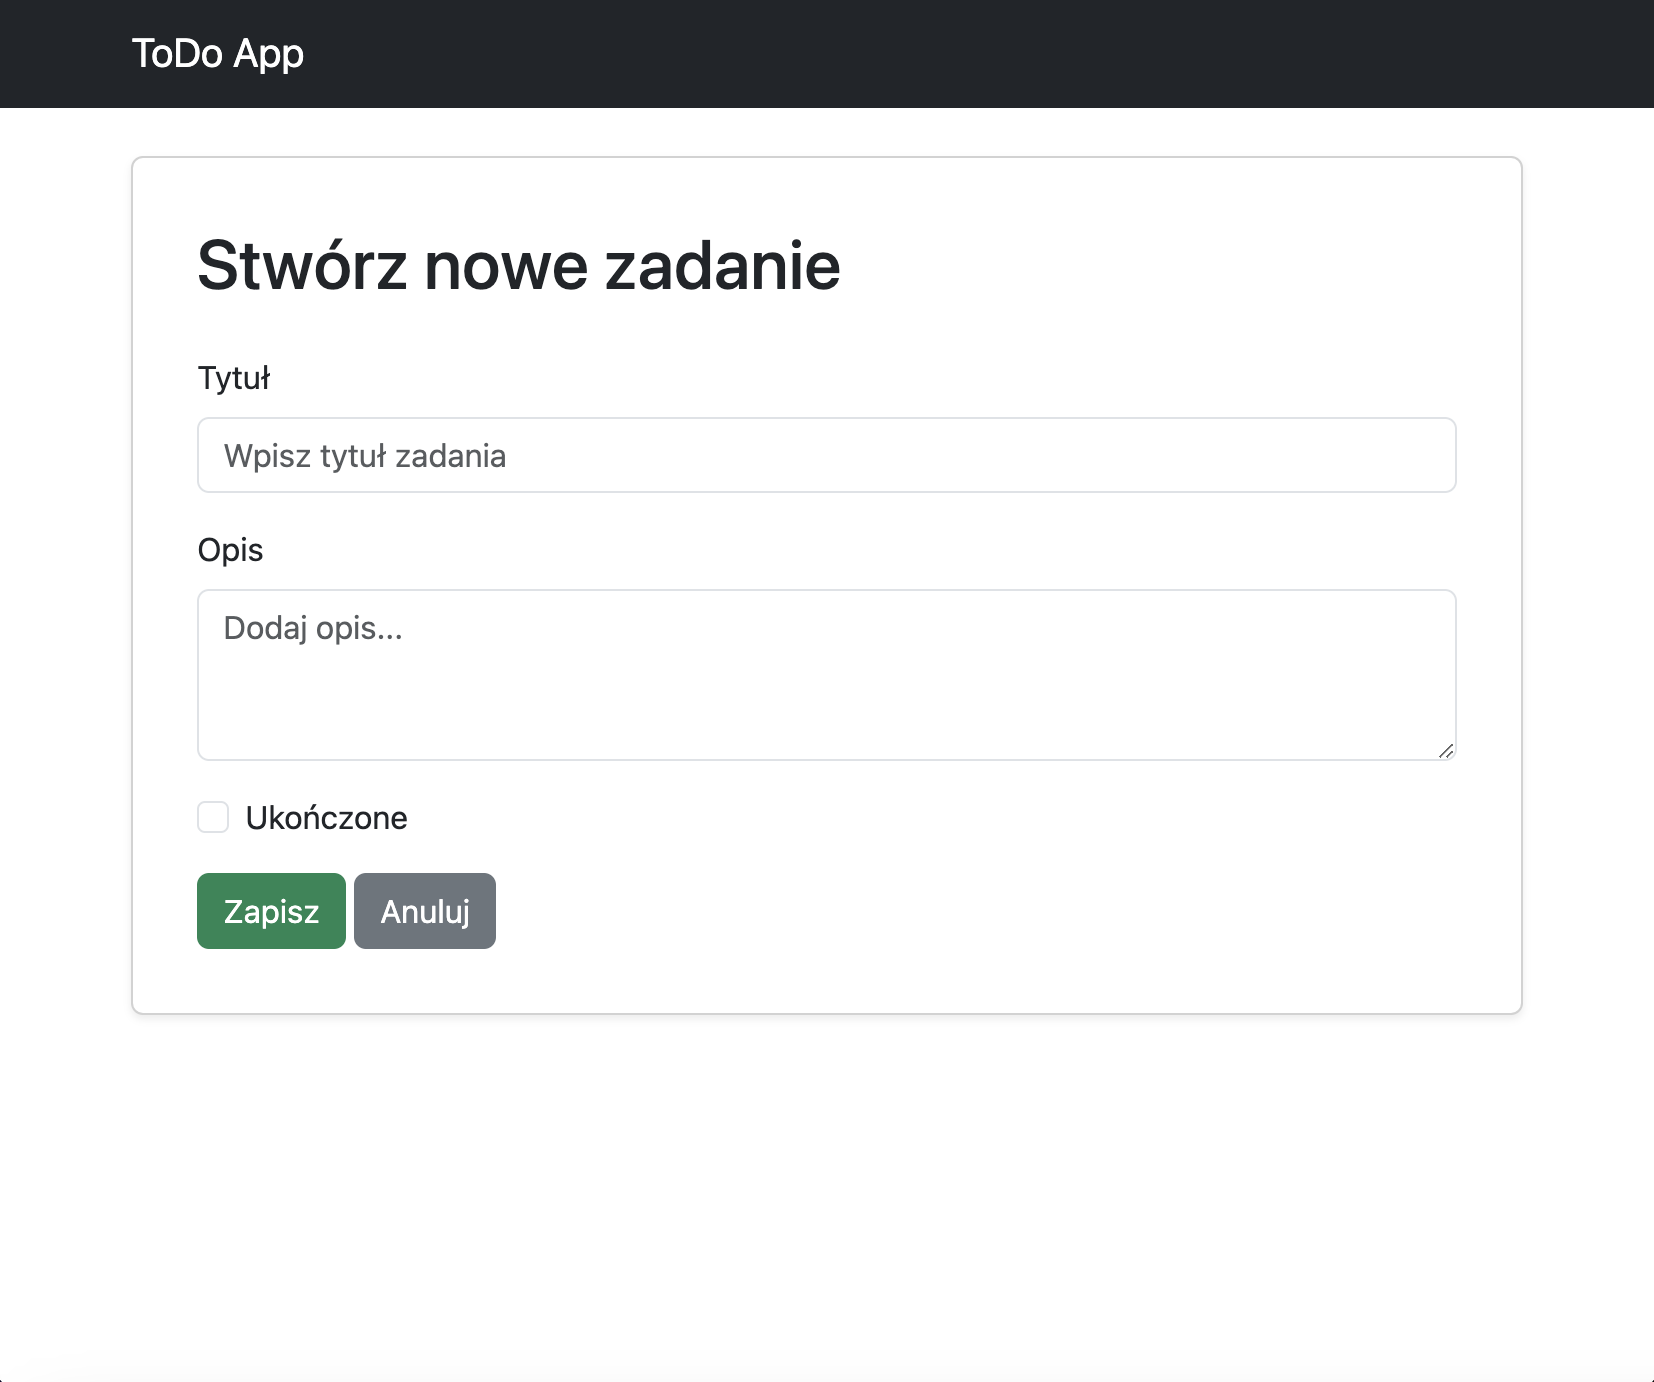 ToDo App
Stwórz nowe zadanie
Tytuł
Wpisz tytuł zadania
Opis
Dodaj opis...
Ukończone
Zapisz Anuluj